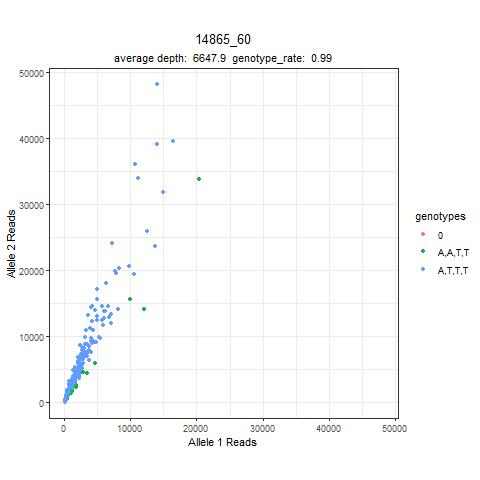 14865_60
average depth:  6647.9  genotype_rate:  0.99
50000
40000
30000
20000
10000
0
Allele 2 Reads
0 10000 20000 30000 40000 50000
Allele 1 Reads
genotypes
0
A,A,T,T
A,T,T,T